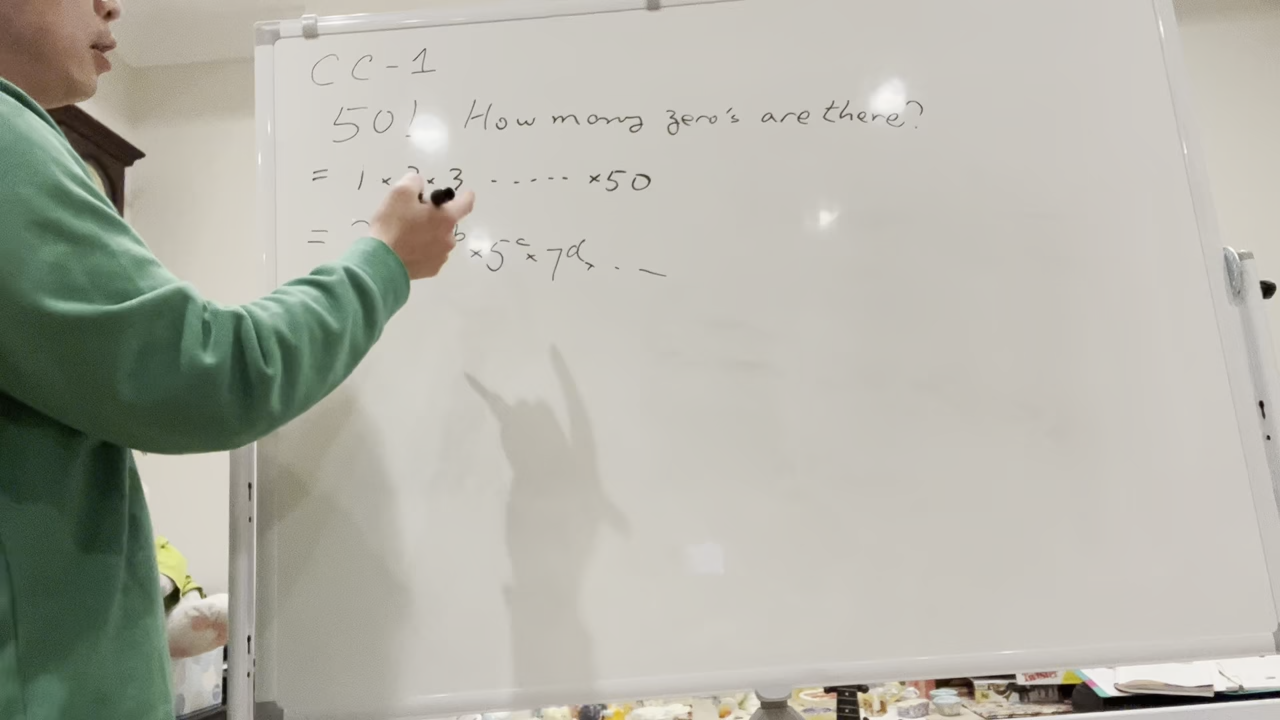 CC-1
50! How many zero's are there?
= 1 × 2 × 3 ..... ×50
= b ×5^c ×7^d × . —